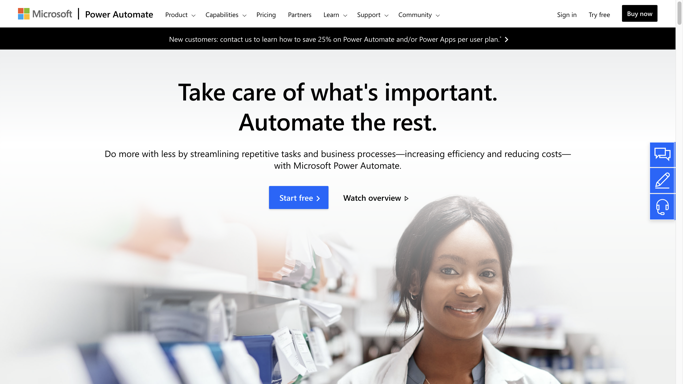 Microsoft | Power Automate Product Capabilities Pricing Partners Learn Support Community Sign in Try free Buy now
New customers: contact us to learn how to save 25% on Power Automate and/or Power Apps per user plan.*
Take care of what's important.
Automate the rest.
Do more with less by streamlining repetitive tasks and business processes—increasing efficiency and reducing costs—
with Microsoft Power Automate.
Start free Watch overview